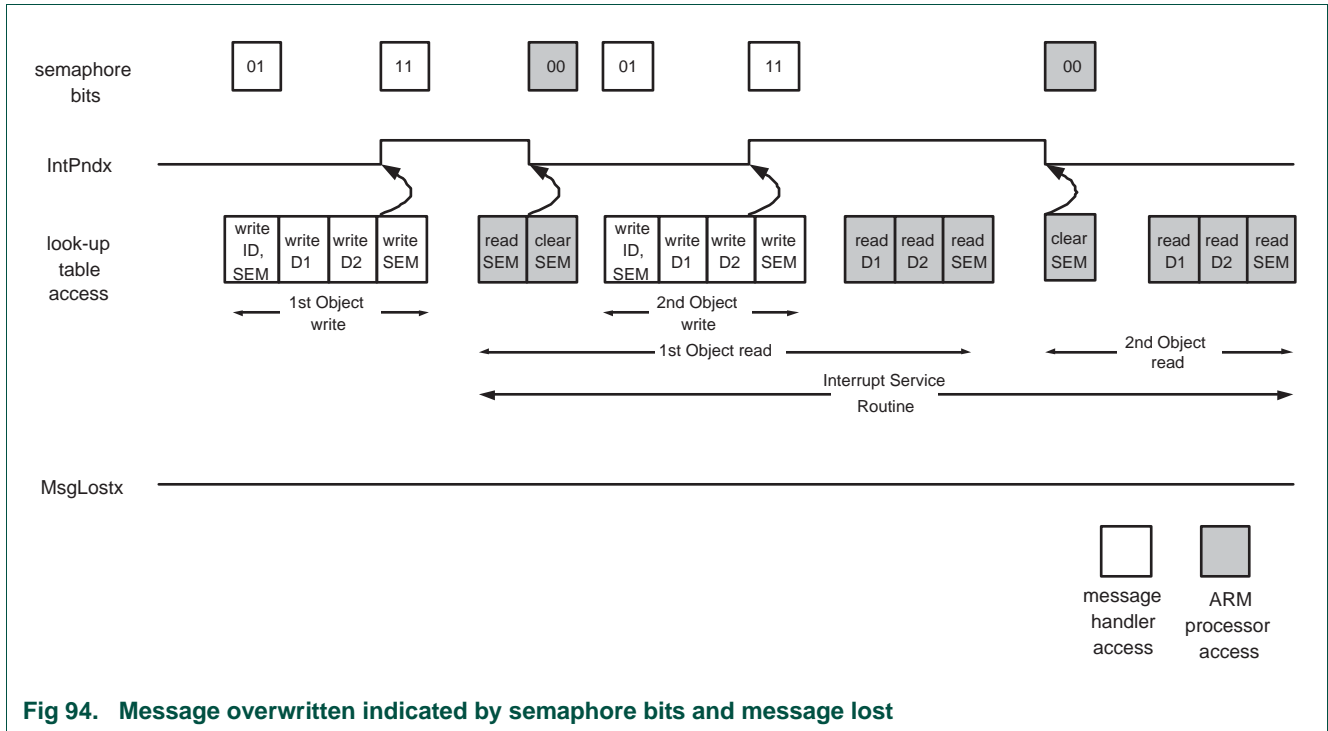 semaphore
bits
01
11
00
01
11
00
IntPndx
look-up
table
access
write
ID,
SEM
write
D1
write
D2
write
SEM
read
SEM
clear
SEM
write
ID,
SEM
write
D1
write
D2
write
SEM
read
D1
read
D2
read
SEM
clear
SEM
read
D1
read
D2
read
SEM
1st Object
write
2nd Object
write
1st Object read
2nd Object
read
Interrupt Service
Routine
MsgLostx
message
handler
access
ARM
processor
access
Fig 94. Message overwritten indicated by semaphore bits and message lost